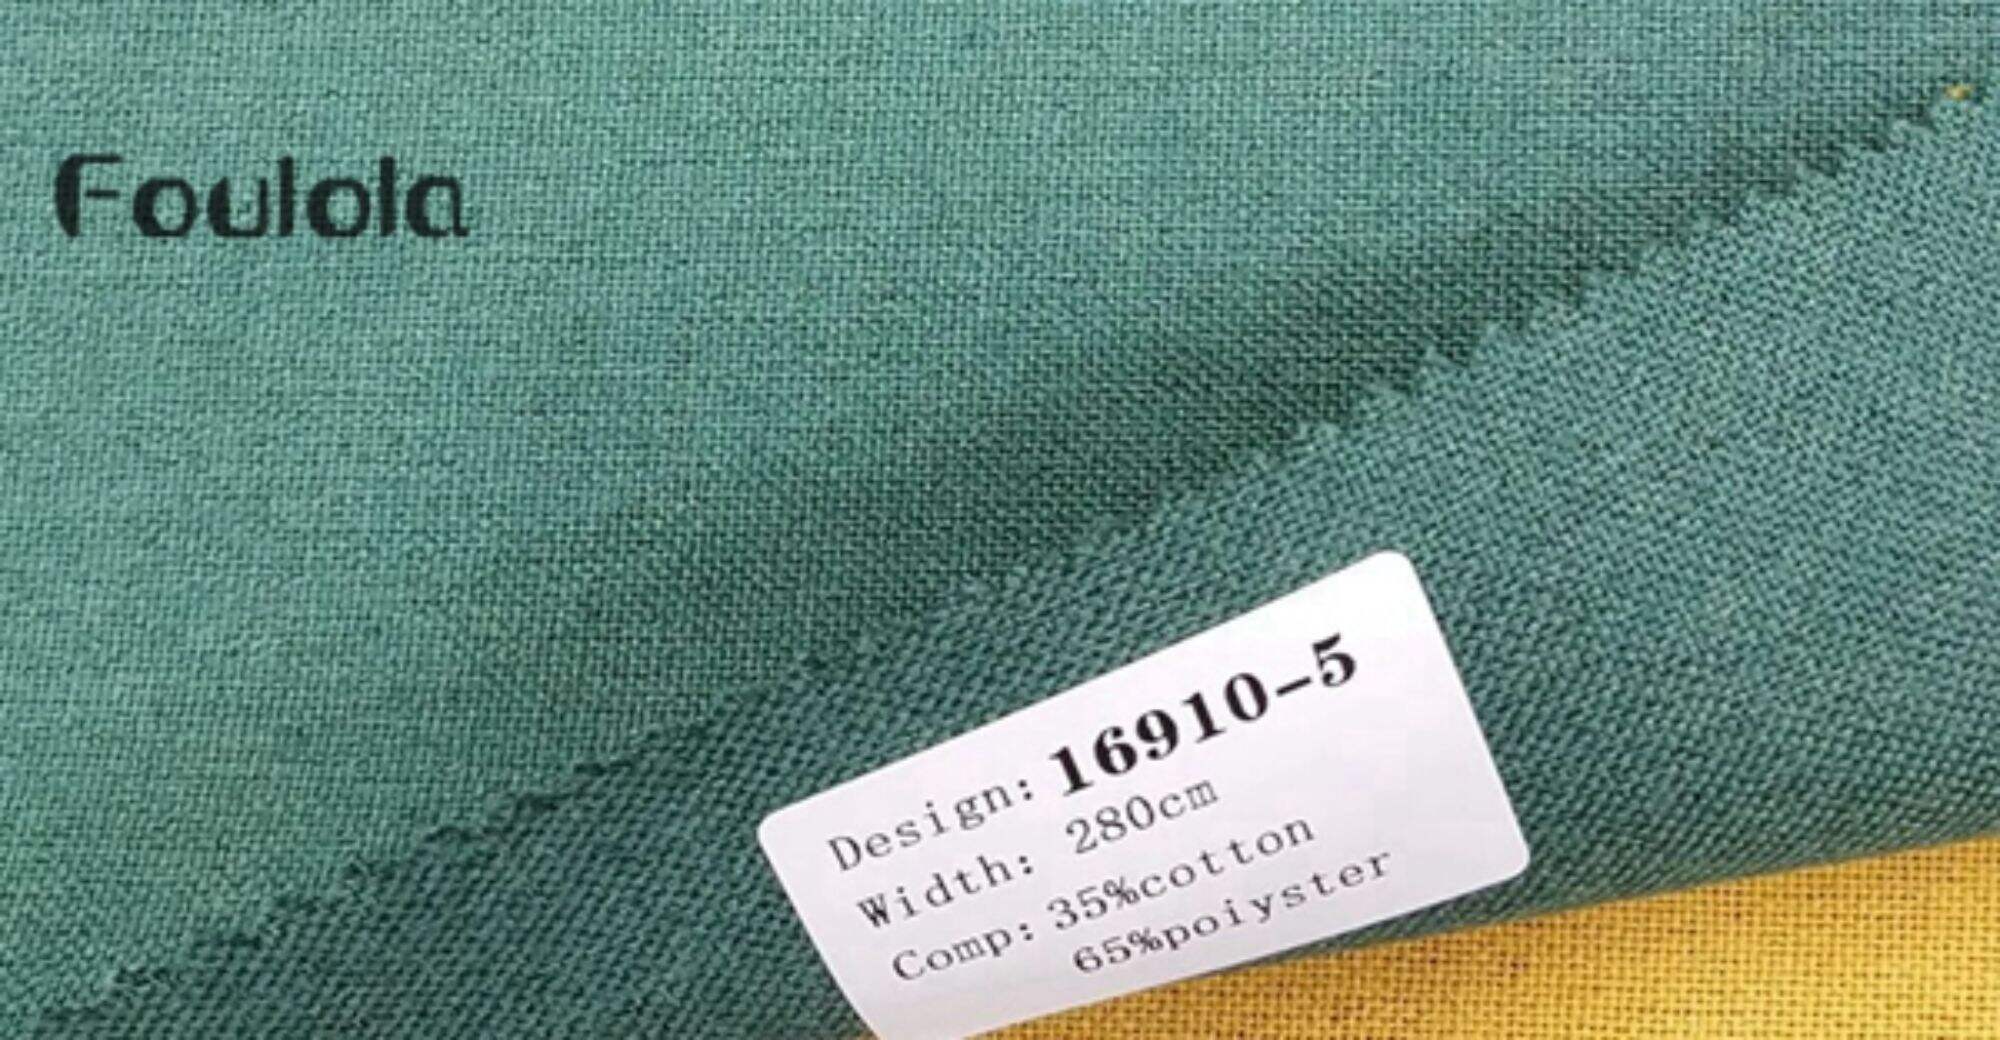 Foulola
Design: 16910-5
Width: 280cm
Comp: 35%cotton
65%poiyster